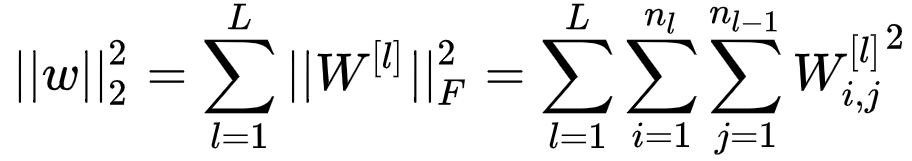 $$||w||_2^2 = \sum_{l=1}^{L} ||W^{[l]}||_F^2 = \sum_{l=1}^{L} \sum_{i=1}^{n_l} \sum_{j=1}^{n_{l-1}} {W_{i,j}^{[l]}}^2$$